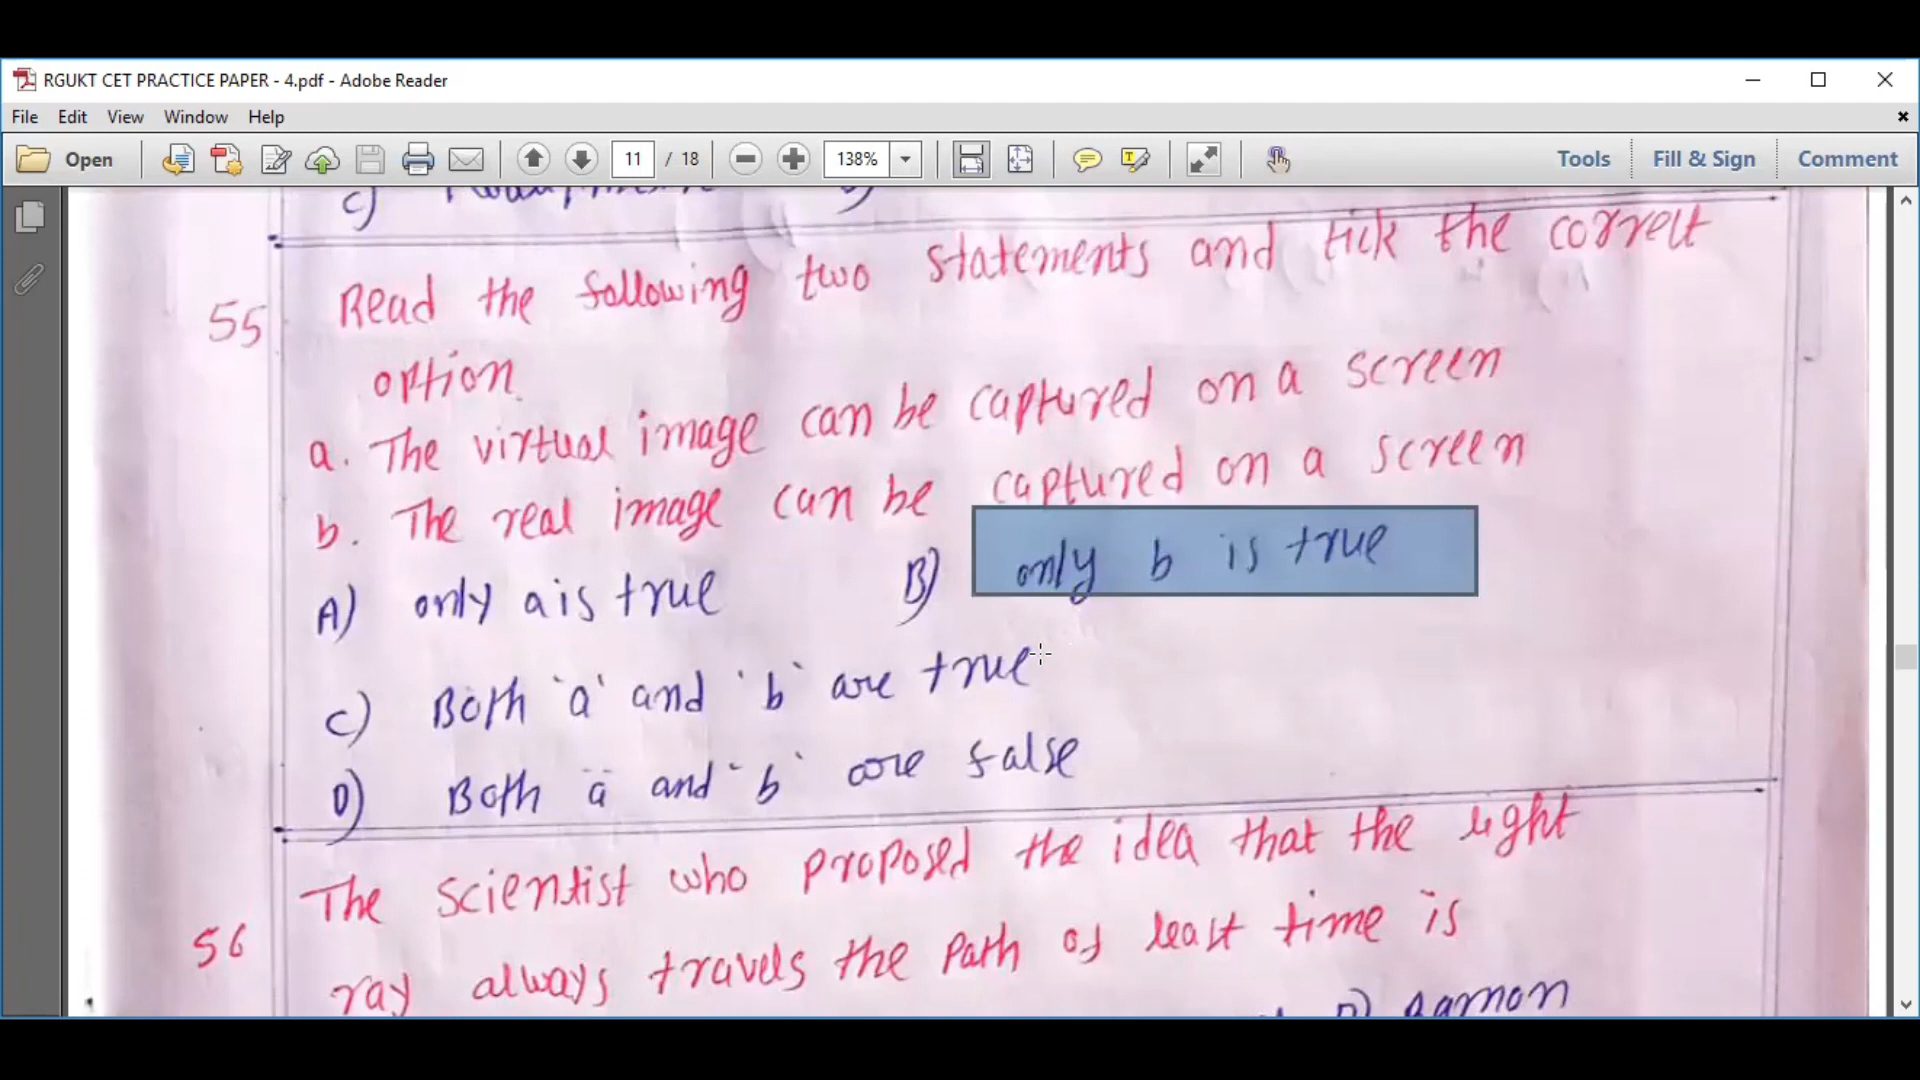 RGUKT CET PRACTICE PAPER - 4.pdf - Adobe Reader
File Edit View Window Help
Open 11 / 18 138% Tools Fill & Sign Comment
C)
55 Read the following two statements and tick the correct
option.
a. The virtual image can be captured on a screen
b. The real image can be captured on a screen
A) only a is true B) only b is true
C) Both 'a' and 'b' are true
D) Both a and 'b' are false
56 The scientist who proposed the idea that the light
ray always travels the path of least time is
D) Ramon